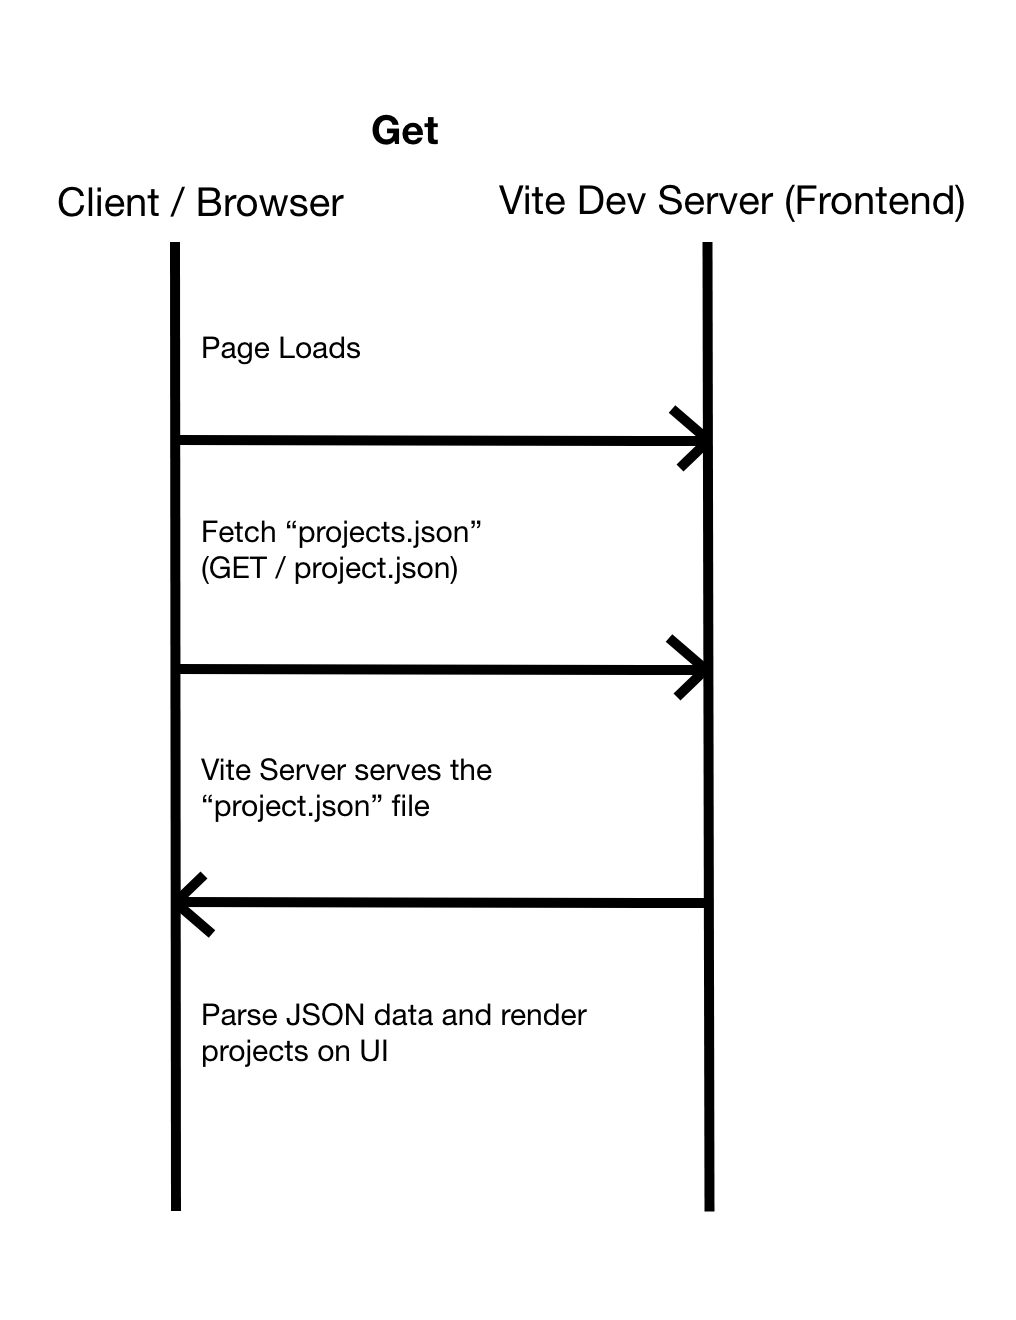 Get
Client / Browser
Vite Dev Server (Frontend)
Page Loads
Fetch “projects.json”
(GET / project.json)
Vite Server serves the
“project.json” file
Parse JSON data and render
projects on UI